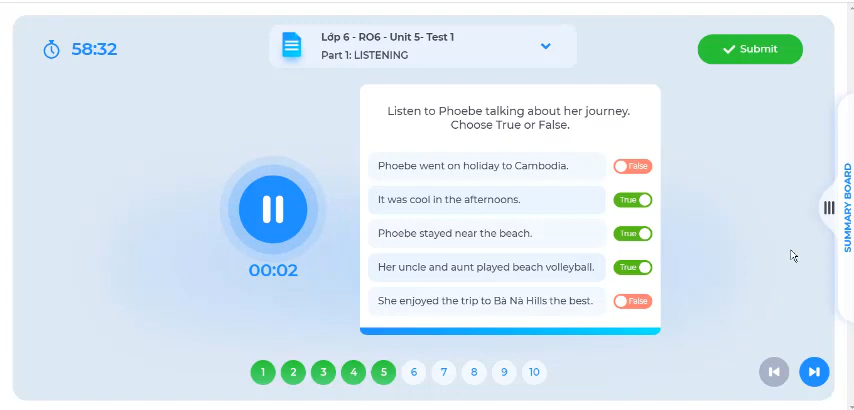 58:32
Lớp 6 - RO6 - Unit 5- Test 1
Part 1: LISTENING
Submit
Listen to Phoebe talking about her journey.
Choose True or False.
Phoebe went on holiday to Cambodia.
False
It was cool in the afternoons.
True
Phoebe stayed near the beach.
True
Her uncle and aunt played beach volleyball.
True
She enjoyed the trip to Bà Nà Hills the best.
False
00:02
SUMMARY BOARD
1 2 3 4 5 6 7 8 9 10